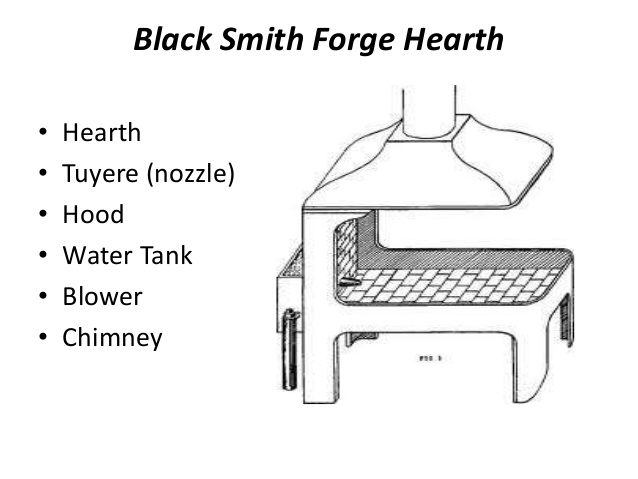 Black Smith Forge Hearth
• Hearth
• Tuyere (nozzle)
• Hood
• Water Tank
• Blower
• Chimney